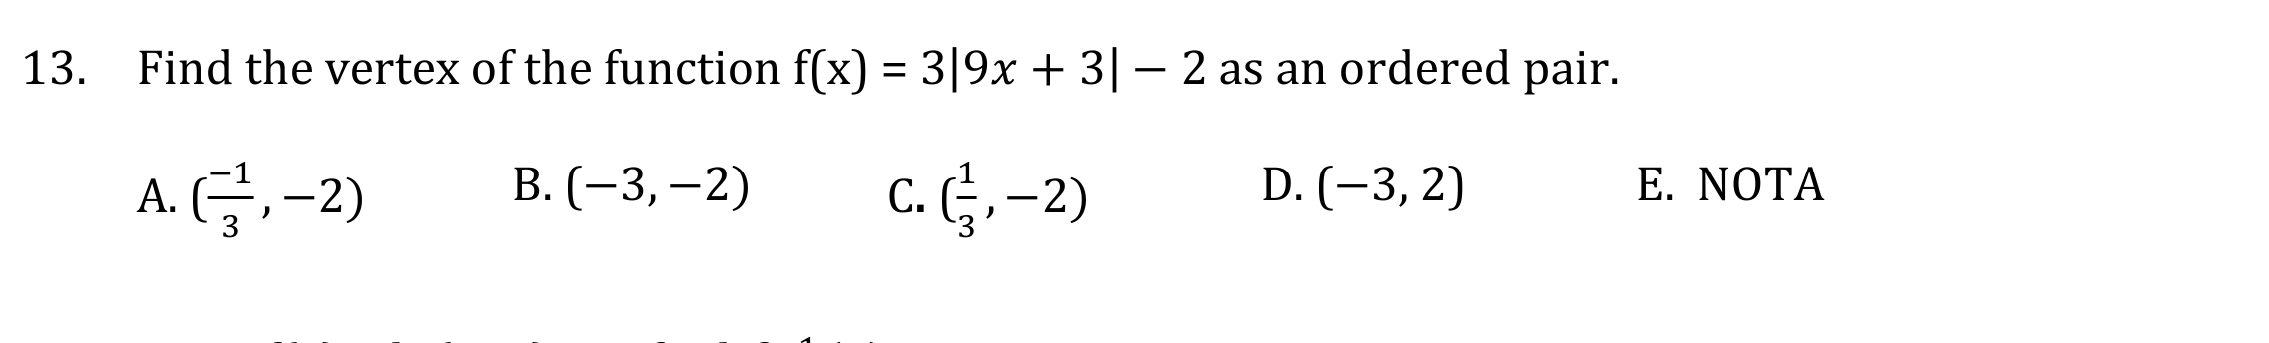 13. Find the vertex of the function f(x) = 3|9x + 3| − 2 as an ordered pair.
A. (−1/3, −2) B. (−3, −2) C. (1/3, −2) D. (−3, 2) E. NOTA